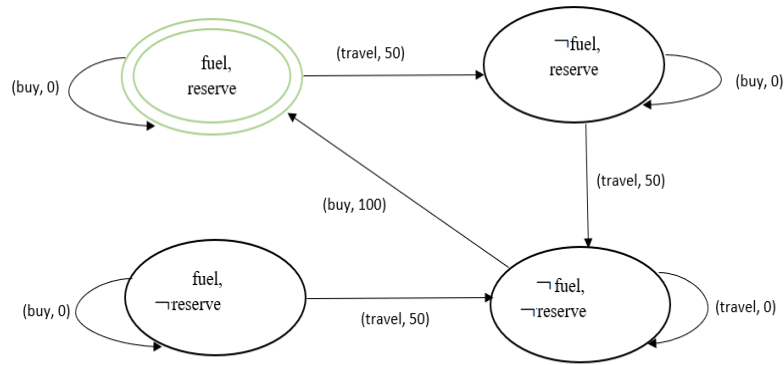 fuel,
reserve
(buy, 0)
(travel, 50)
¬fuel,
reserve
(buy, 0)
(travel, 50)
(buy, 100)
fuel,
¬reserve
(buy, 0)
(travel, 50)
¬ fuel,
¬reserve
(travel, 0)